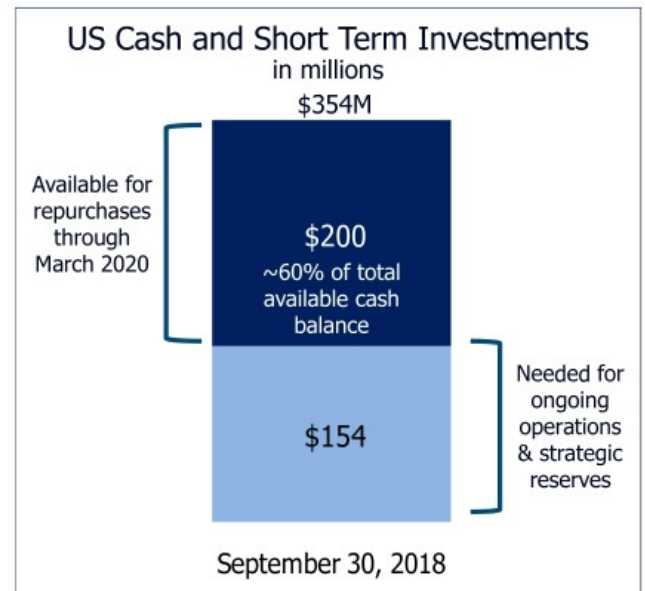 US Cash and Short Term Investments
in millions
$354M
Available for
repurchases
through
March 2020
$200
~60% of total
available cash
balance
$154
Needed for
ongoing
operations
& strategic
reserves
September 30, 2018